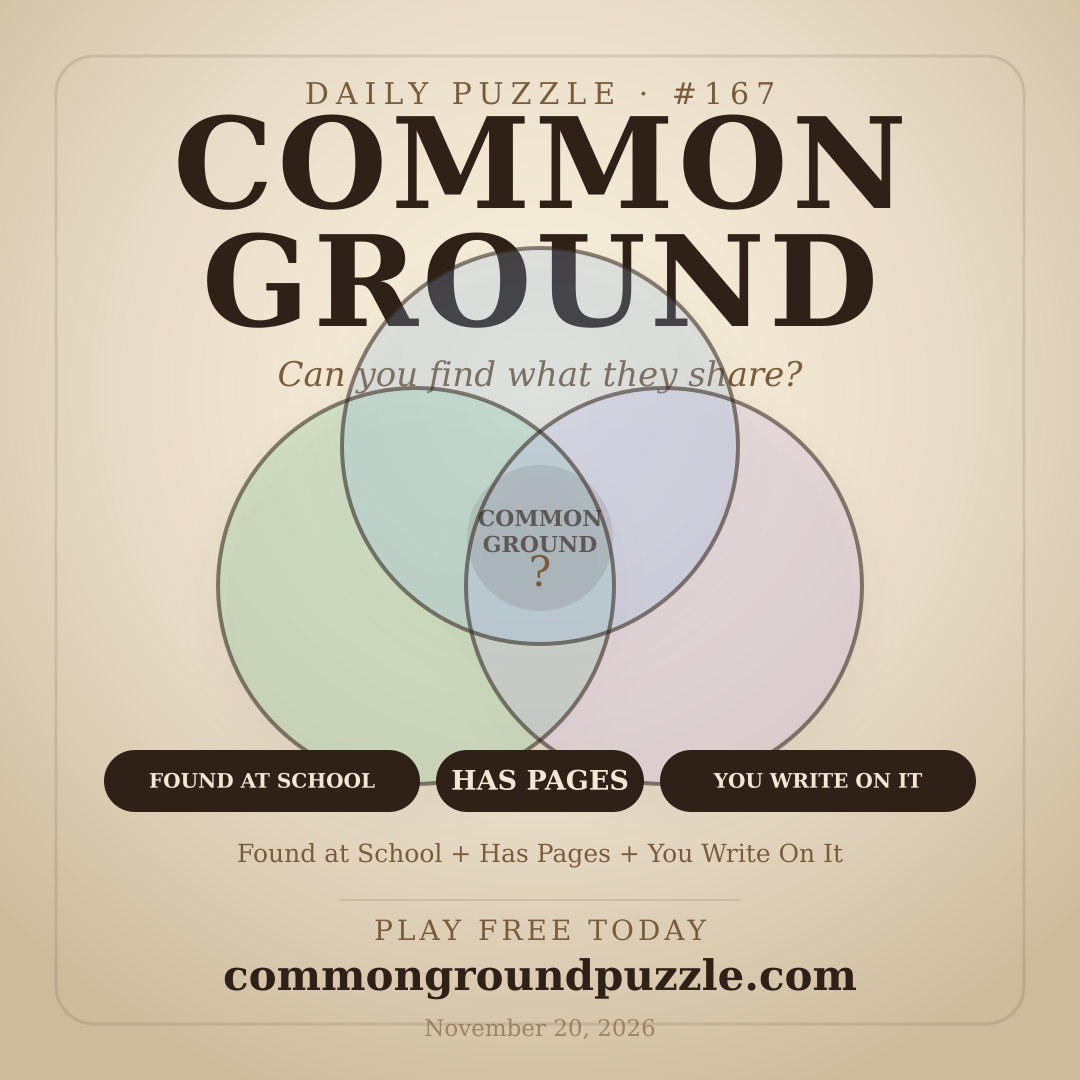 DAILY PUZZLE · #167
COMMON
GROUND
Can you find what they share?
COMMON
GROUND
?
FOUND AT SCHOOL
HAS PAGES
YOU WRITE ON IT
Found at School + Has Pages + You Write On It
PLAY FREE TODAY
commongroundpuzzle.com
November 20, 2026